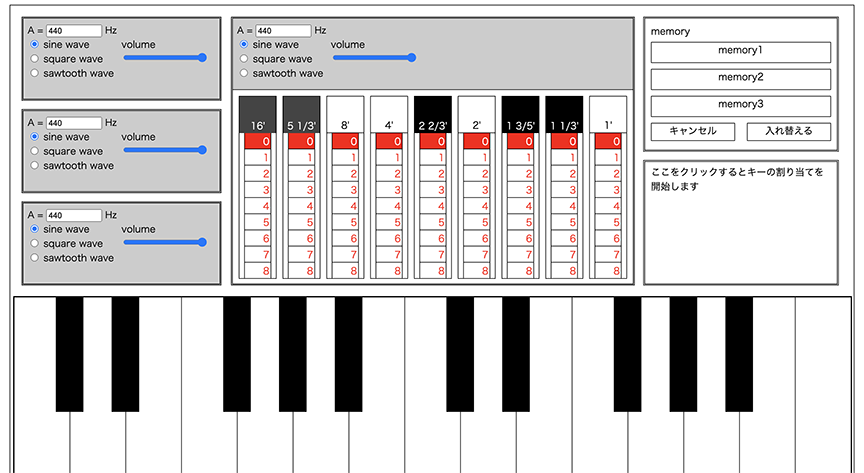 A = 440 Hz
sine wave
volume
square wave
sawtooth wave
A = 440 Hz
sine wave
volume
square wave
sawtooth wave
A = 440 Hz
sine wave
volume
square wave
sawtooth wave
A = 440 Hz
sine wave
volume
square wave
sawtooth wave
16' 5 1/3' 8' 4' 2 2/3' 2' 1 3/5' 1 1/3' 1'
0 0 0 0 0 0 0 0 0
1 1 1 1 1 1 1 1 1
2 2 2 2 2 2 2 2 2
3 3 3 3 3 3 3 3 3
4 4 4 4 4 4 4 4 4
5 5 5 5 5 5 5 5 5
6 6 6 6 6 6 6 6 6
7 7 7 7 7 7 7 7 7
8 8 8 8 8 8 8 8 8
memory
memory1
memory2
memory3
キャンセル
入れ替える
ここをクリックするとキーの割り当てを
開始します